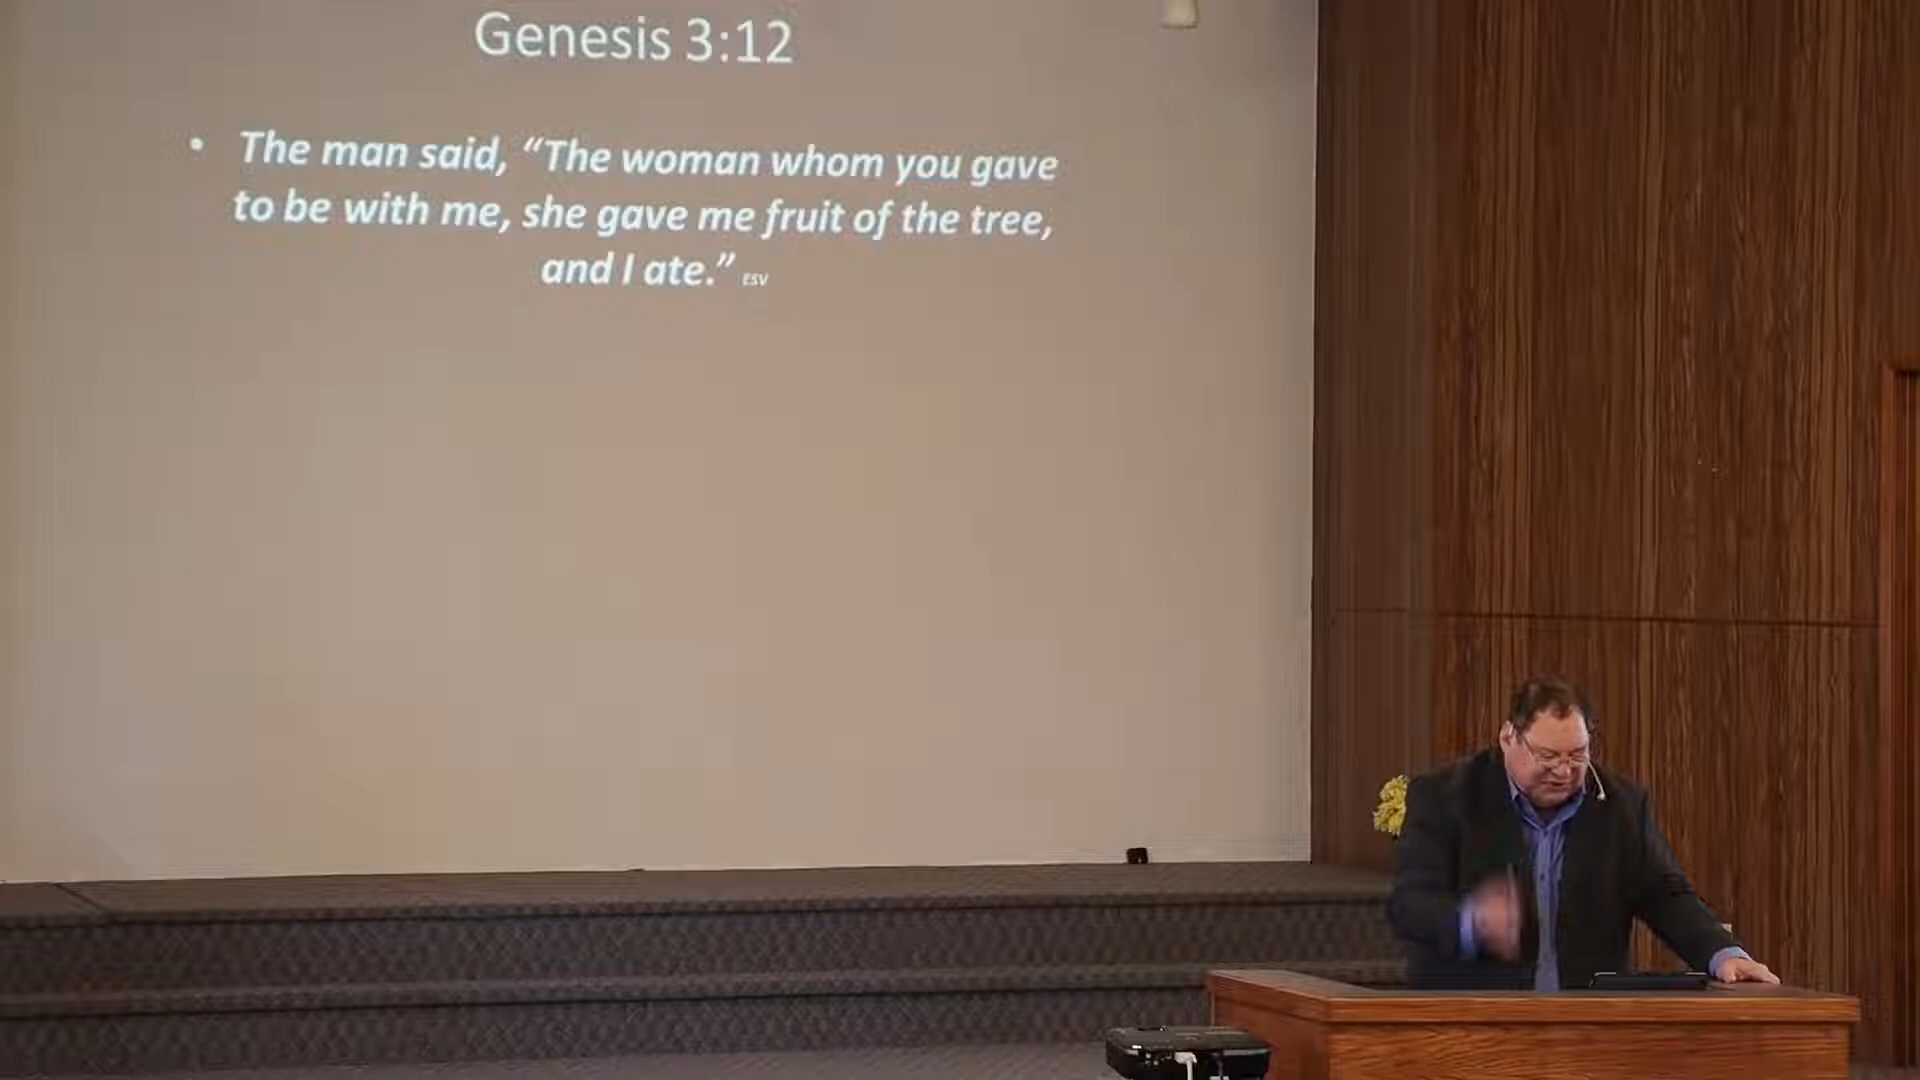 Genesis 3:12
• The man said, “The woman whom you gave
to be with me, she gave me fruit of the tree,
and I ate.” ESV